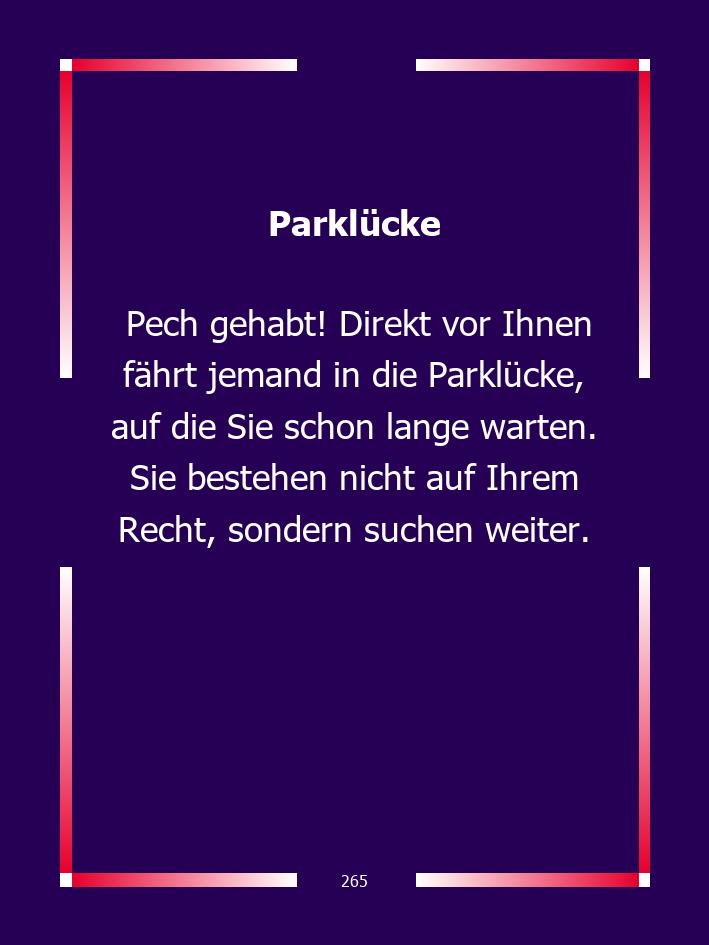 Parklücke
Pech gehabt! Direkt vor Ihnen
fährt jemand in die Parklücke,
auf die Sie schon lange warten.
Sie bestehen nicht auf Ihrem
Recht, sondern suchen weiter.
265